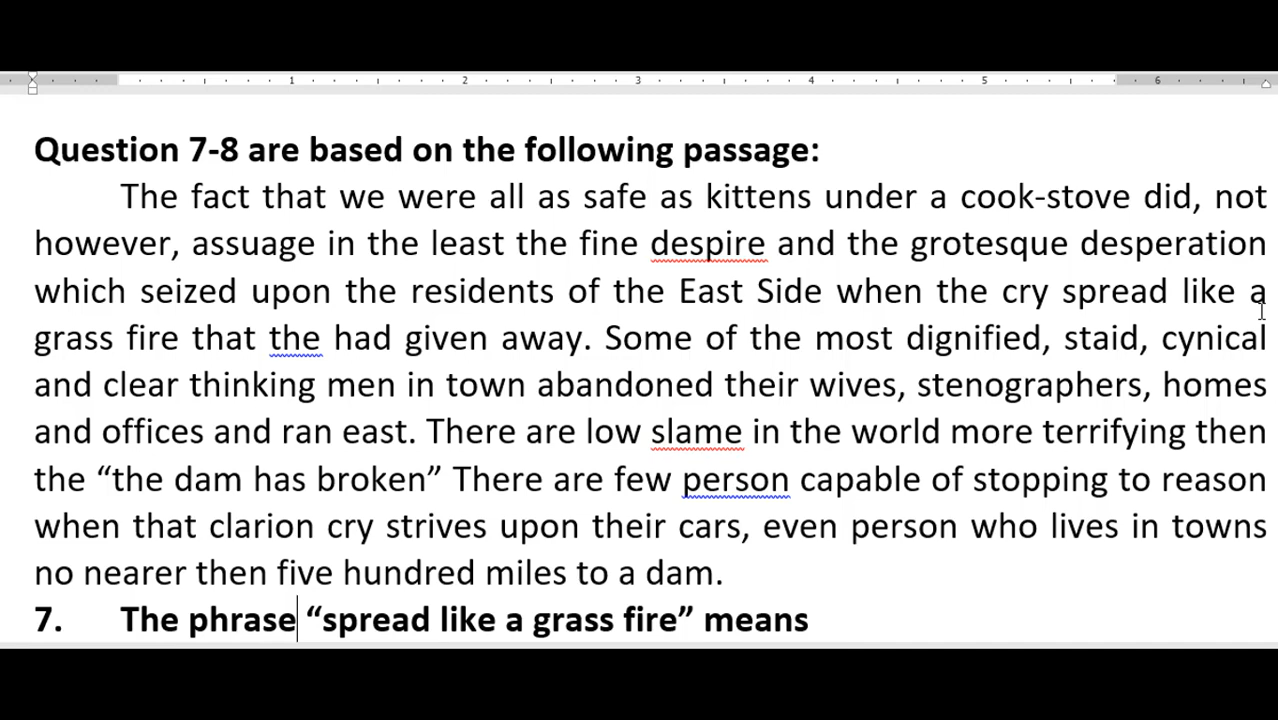 1 2 3 4 5 6
Question 7-8 are based on the following passage:
The fact that we were all as safe as kittens under a cook-stove did, not
however, assuage in the least the fine despire and the grotesque desperation
which seized upon the residents of the East Side when the cry spread like a
grass fire that the had given away. Some of the most dignified, staid, cynical
and clear thinking men in town abandoned their wives, stenographers, homes
and offices and ran east. There are low slame in the world more terrifying then
the “the dam has broken” There are few person capable of stopping to reason
when that clarion cry strives upon their cars, even person who lives in towns
no nearer then five hundred miles to a dam.
7. The phrase “spread like a grass fire” means